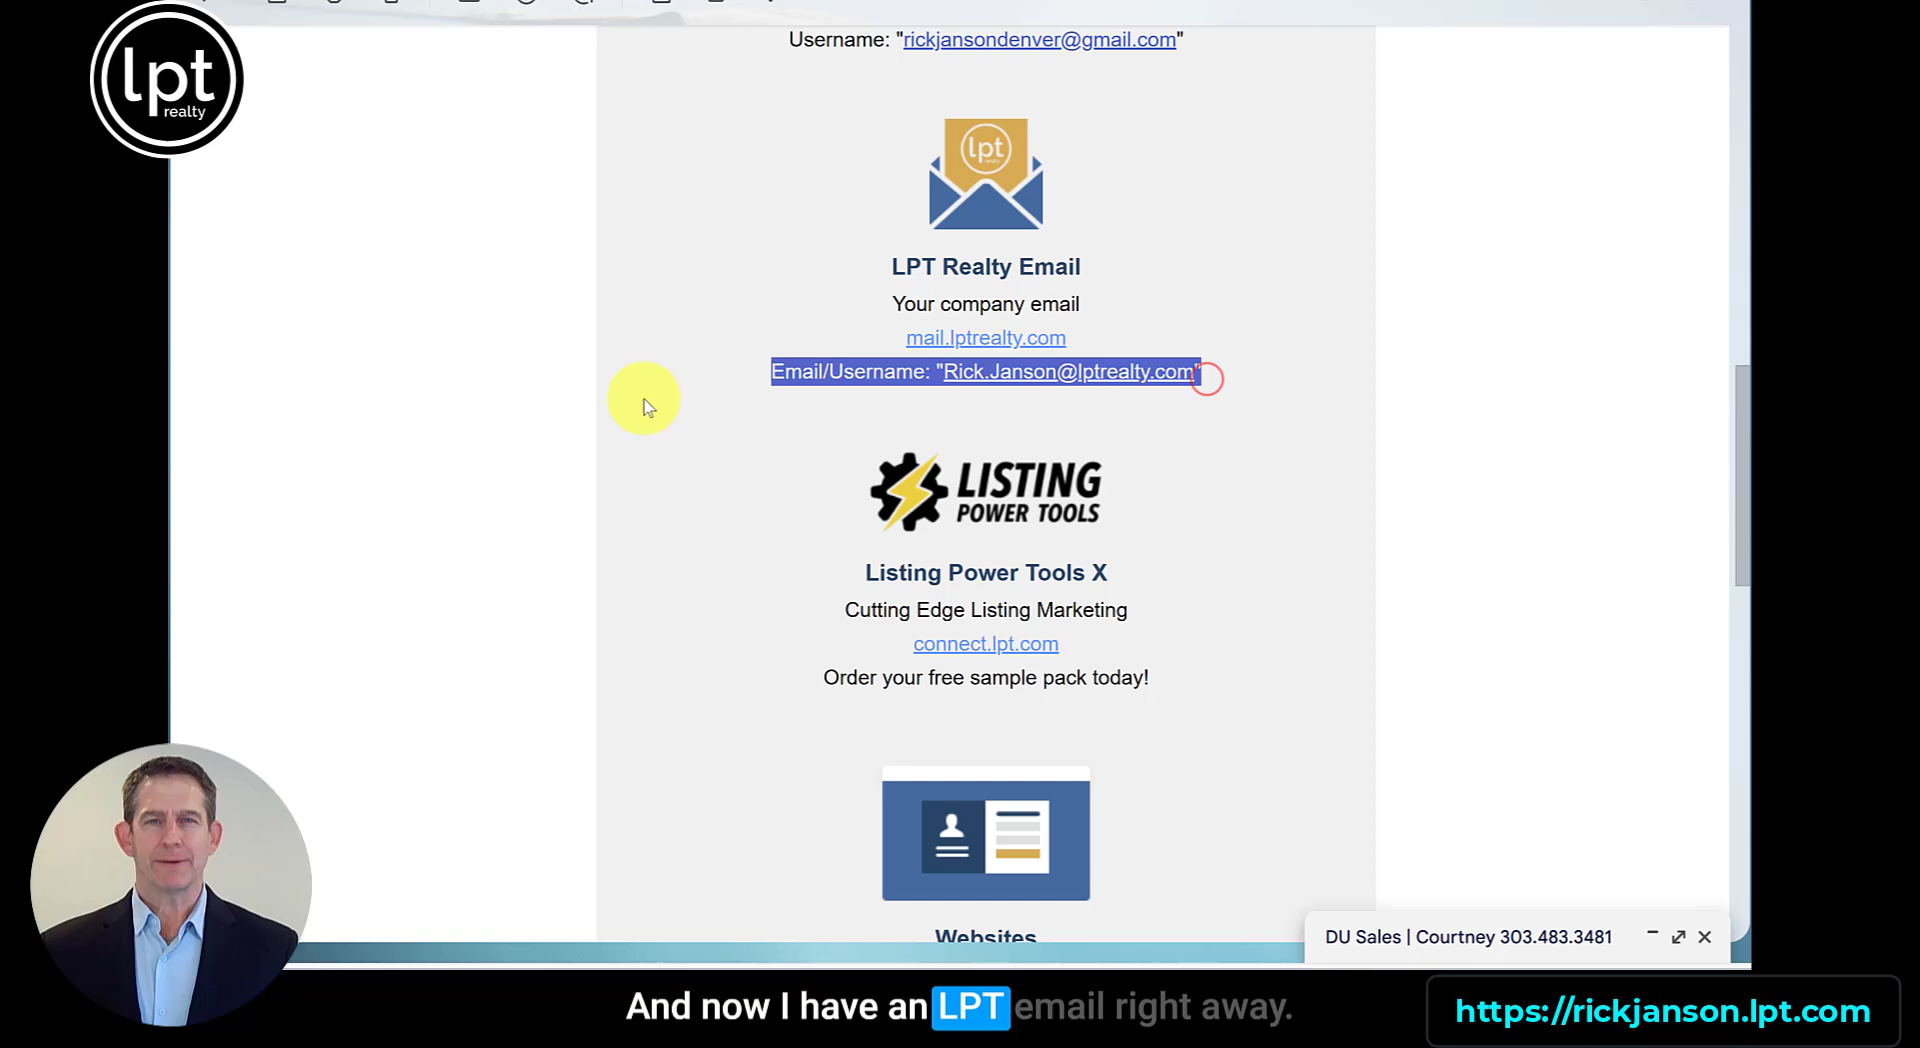 lpt
realty
Username: "rickjansondenver@gmail.com"
lpt
realty
LPT Realty Email
Your company email
mail.lptrealty.com
Email/Username: "Rick.Janson@lptrealty.com"
LISTING
POWER TOOLS
Listing Power Tools X
Cutting Edge Listing Marketing
connect.lpt.com
Order your free sample pack today!
Websites
DU Sales | Courtney 303.483.3481
And now I have an LPT email right away.
https://rickjanson.lpt.com